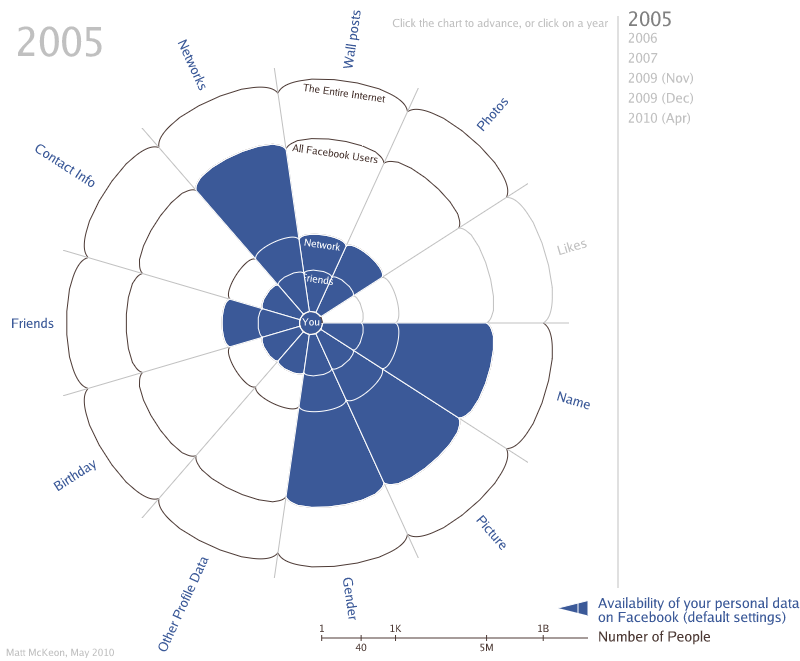 2005
Click the chart to advance, or click on a year
2005
2006
2007
2009 (Nov)
2009 (Dec)
2010 (Apr)
Networks
Wall posts
Photos
Likes
Name
Picture
Gender
Other Profile Data
Birthday
Friends
Contact Info
The Entire Internet
All Facebook Users
Network
Friends
You
Availability of your personal data
on Facebook (default settings)
Number of People
1
1K
1B
40
5M
Matt McKeon, May 2010